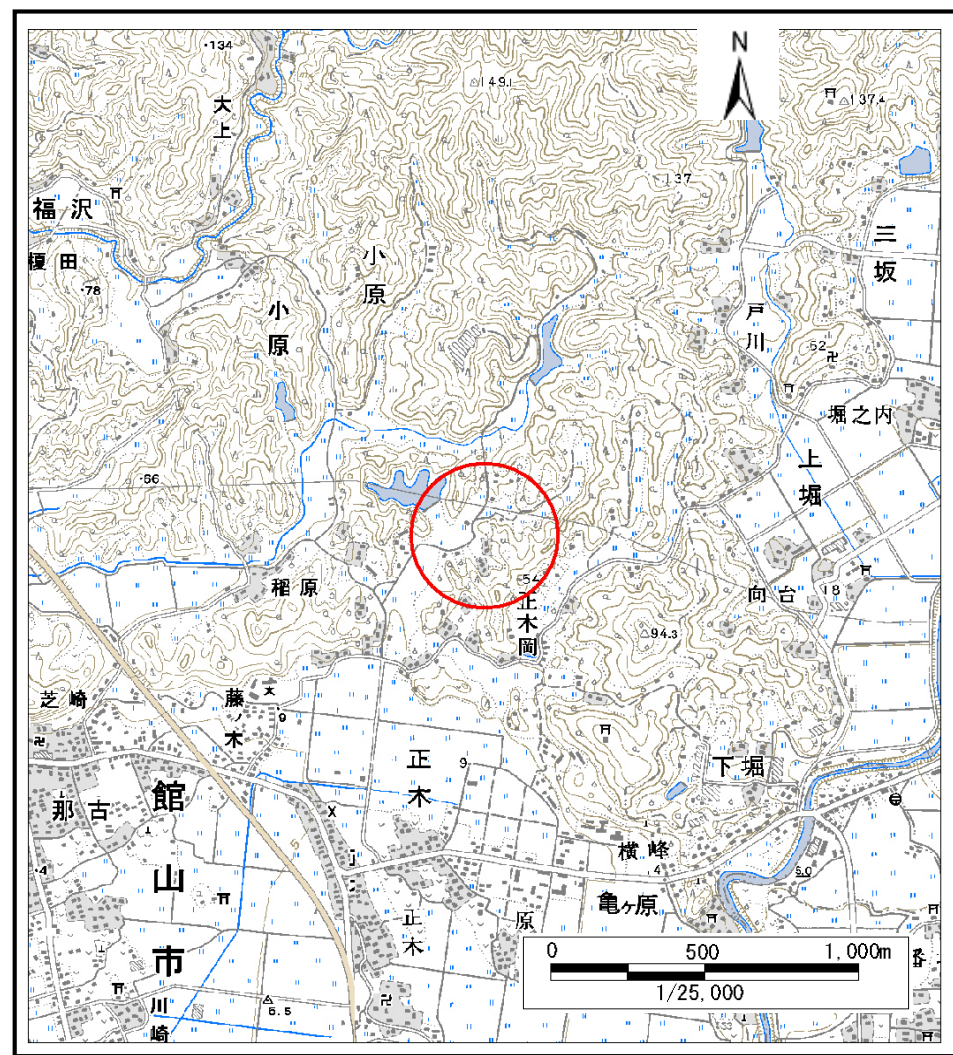 N
・134
大上
△149.1
△137.4
137
福沢
榎田
・78
小原
小原
三坂
戸川
・52
堀之内
上堀
・66
稲原
・54
正木岡
向台
18
△94.3
芝崎
藤ノ木
9
正木
9
下堀
那古
館山市
5
横峰
4
5.0
・4
正木
原
亀ヶ原
川崎
△6.5
0 500 1,000m
1/25,000